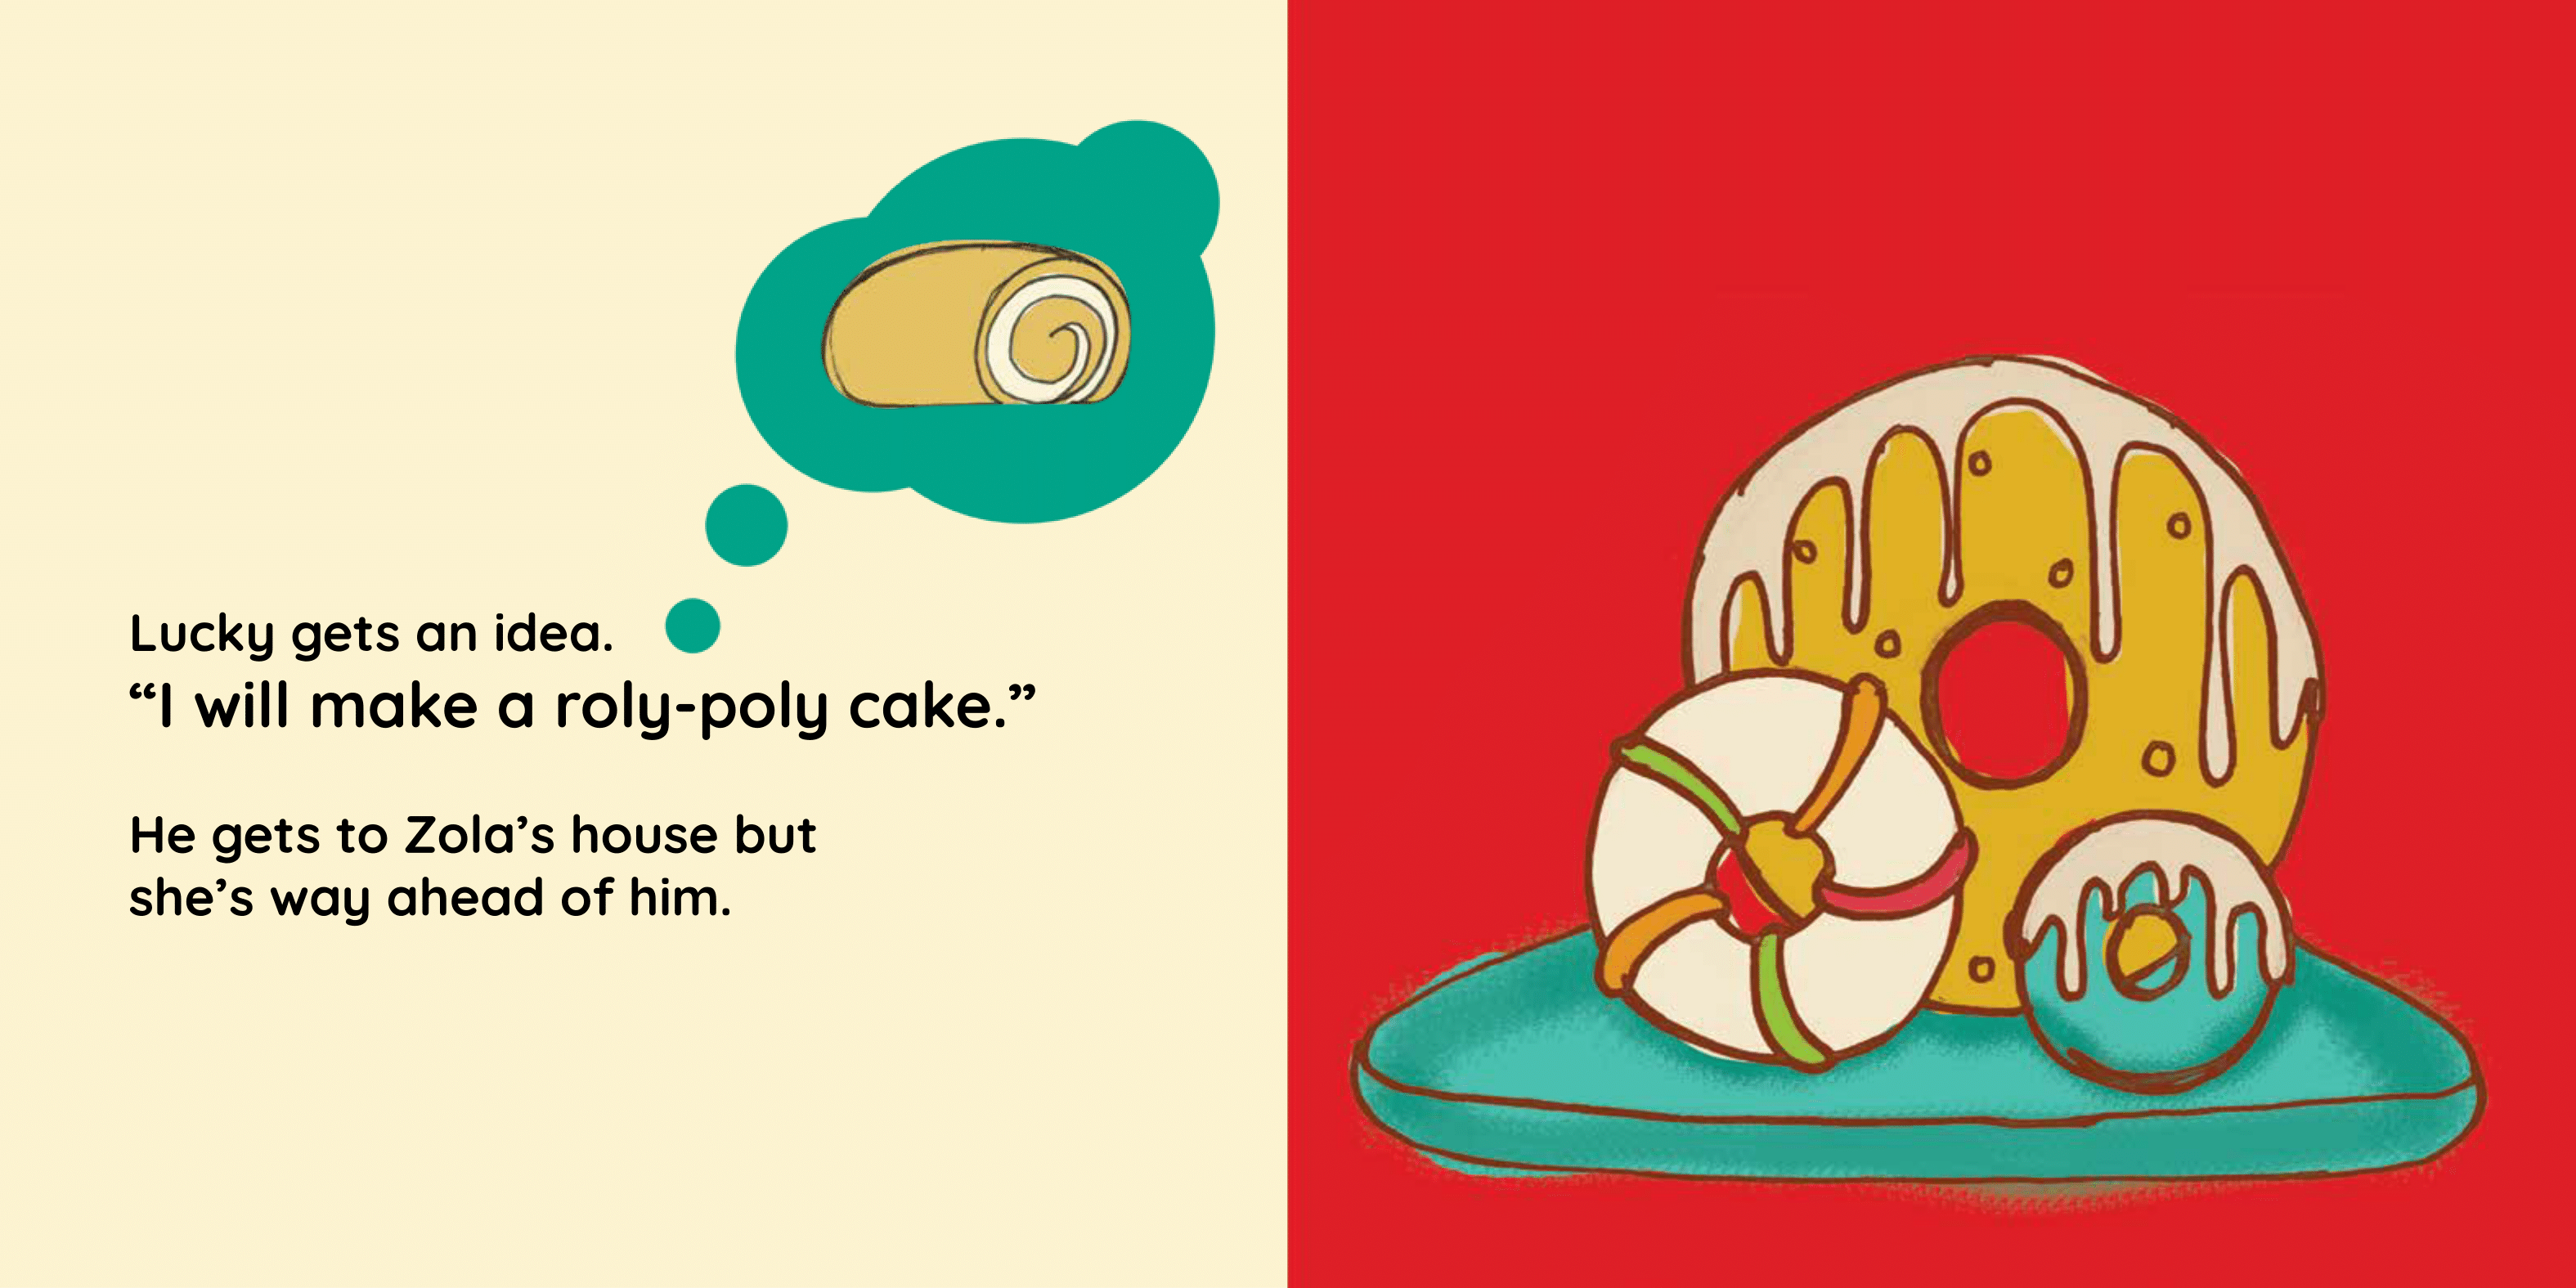 Lucky gets an idea.
“I will make a roly-poly cake.”
He gets to Zola’s house but
she’s way ahead of him.